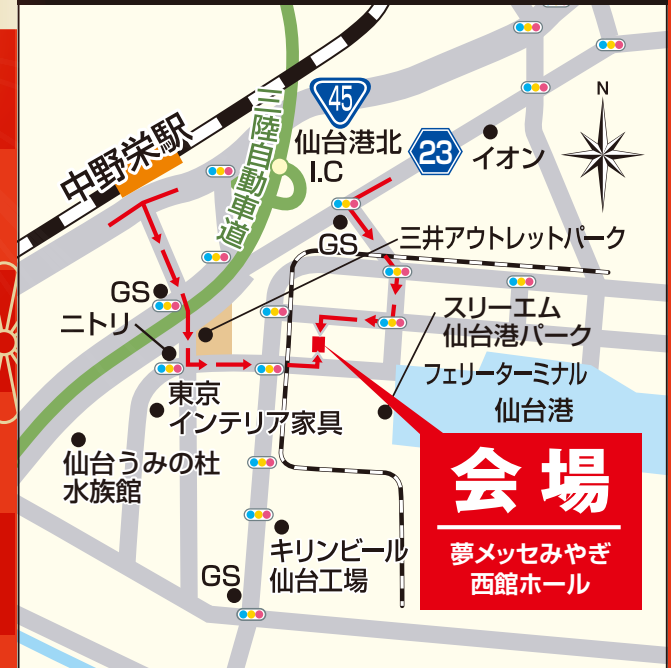 45
N
三陸自動車道
中野栄駅
仙台港北
I.C
23
イオン
GS
三井アウトレットパーク
GS
ニトリ
スリーエム
仙台港パーク
フェリーターミナル
仙台港
東京
インテリア家具
仙台うみの杜
水族館
会場
夢メッセみやぎ
西館ホール
キリンビール
仙台工場
GS